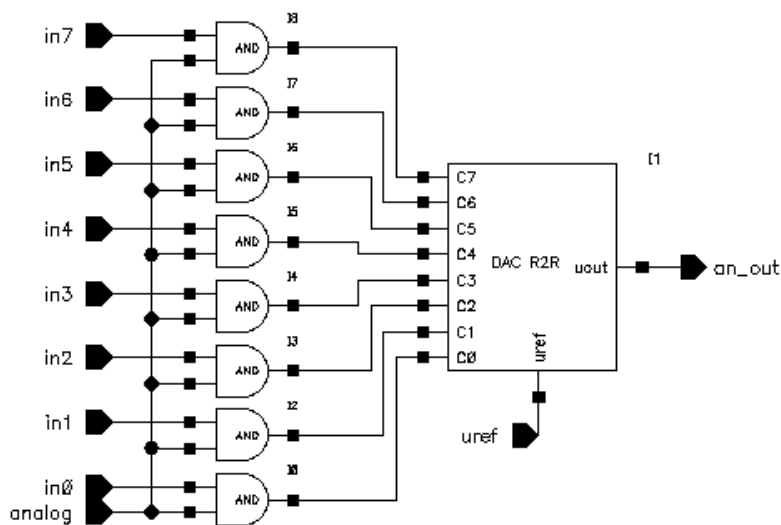 in7
AND
I8
in6
AND
I7
in5
AND
I6
in4
AND
I5
in3
AND
I4
in2
AND
I3
in1
AND
I2
in0
AND
I0
analog
I1
C7
C6
C5
C4
C3
C2
C1
C0
DAC R2R
uout
uref
an_out
uref